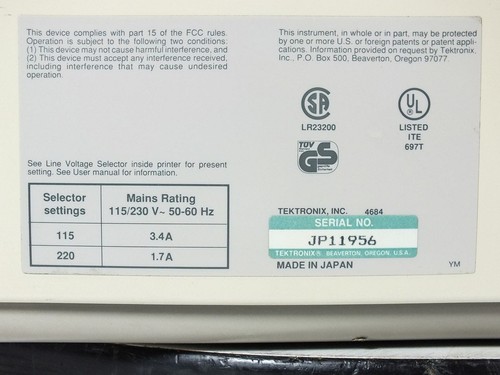 This device complies with part 15 of the FCC rules.
Operation is subject to the following two conditions:
(1) This device may not cause harmful interference, and
(2) This device must accept any interference received,
including interference that may cause undesired
operation.
This instrument, in whole or in part, may be protected
by one or more U.S. or foreign patents or patent appli-
cations. Information provided on request by Tektronix,
Inc., P.O. Box 500, Beaverton, Oregon 97077.
SA
LR23200
UL
LISTED
ITE
697T
TÜV
GS
See Line Voltage Selector inside printer for present
setting. See User manual for information.
Selector settings
Mains Rating
115/230 V~ 50-60 Hz
115 3.4A
220 1.7A
TEKTRONIX, INC. 4684
SERIAL NO.
JP11956
TEKTRONIX®, BEAVERTON, OREGON, U.S.A.
MADE IN JAPAN
YM